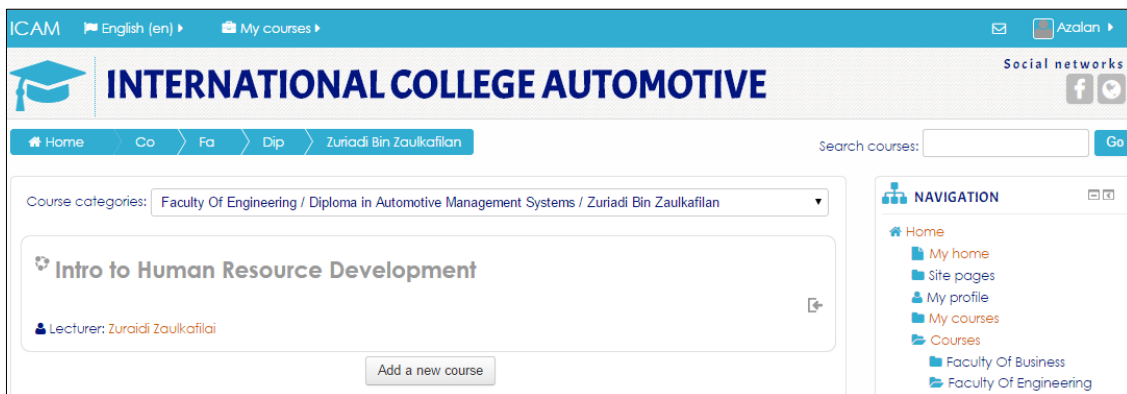 ICAM English (en) My courses Azalan
INTERNATIONAL COLLEGE AUTOMOTIVE
Social networks
Home Co Fa Dip Zuriadi Bin Zaulkafilan
Search courses: Go
Course categories: Faculty Of Engineering / Diploma in Automotive Management Systems / Zuriadi Bin Zaulkafilan
Intro to Human Resource Development
Lecturer: Zuraidi Zaulkafilai
Add a new course
NAVIGATION
Home
My home
Site pages
My profile
My courses
Courses
Faculty Of Business
Faculty Of Engineering